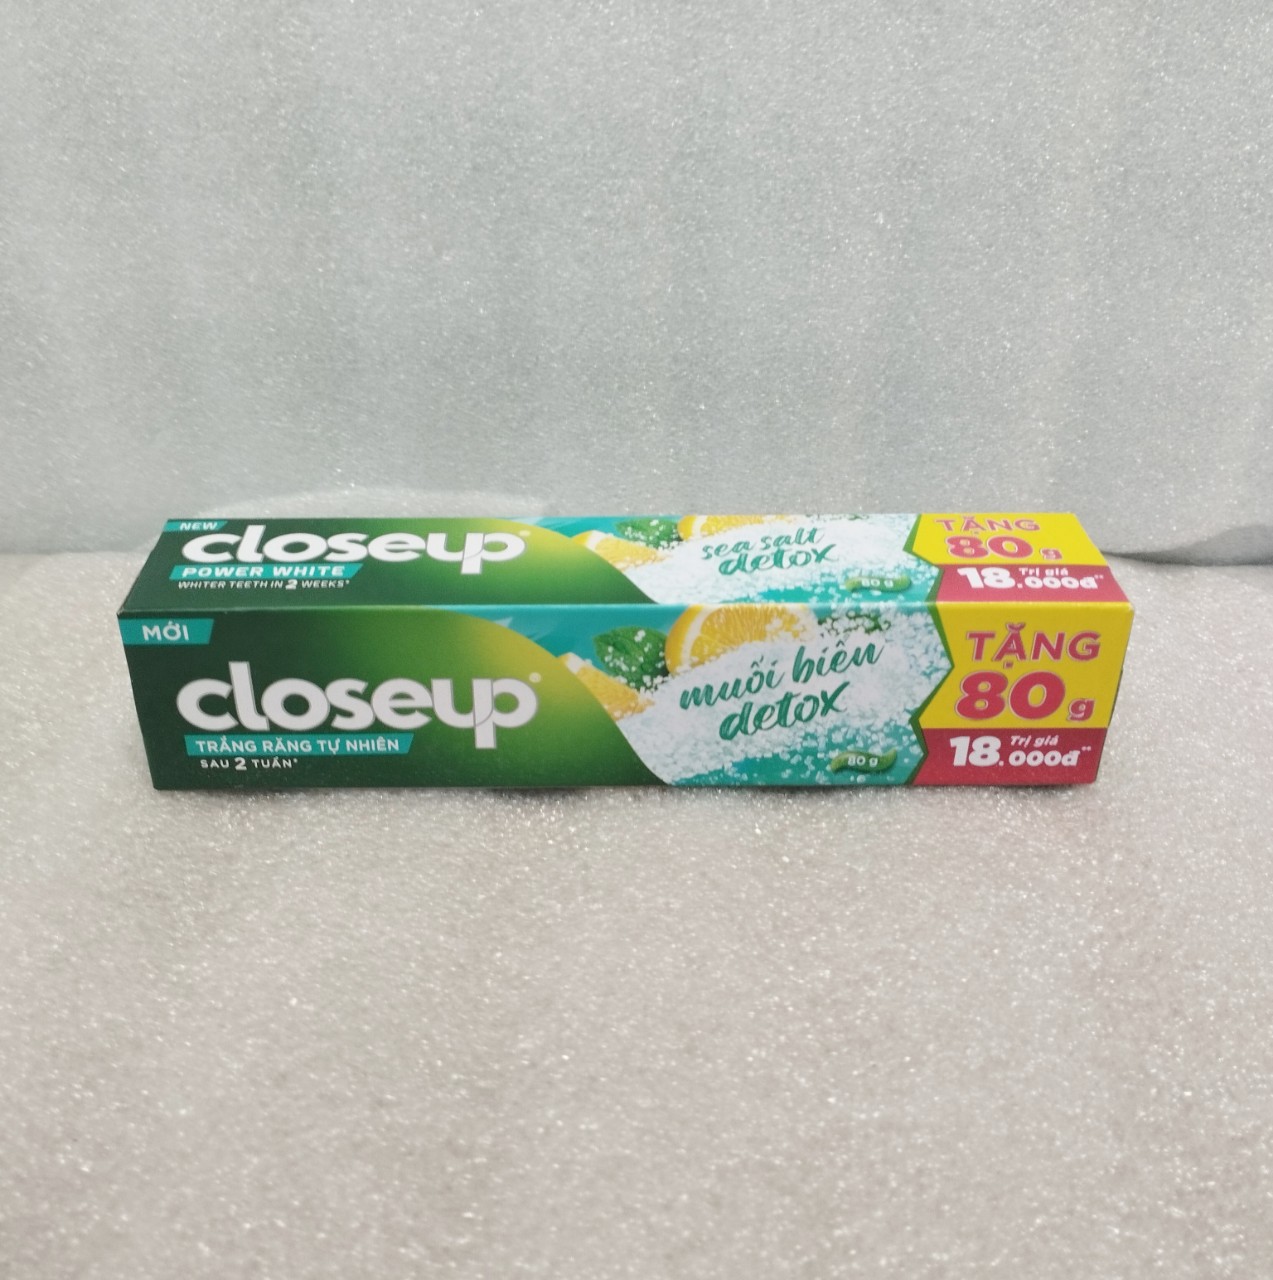 NEW
closeup
POWER WHITE
WHITER TEETH IN 2 WEEKS*
sea salt
detox
80 g
TẶNG
80g
Trị giá
18.000đ**
MỚI
closeup
TRẮNG RĂNG TỰ NHIÊN
SAU 2 TUẦN*
muối biển
detox
80 g
TẶNG
80g
Trị giá
18.000đ**